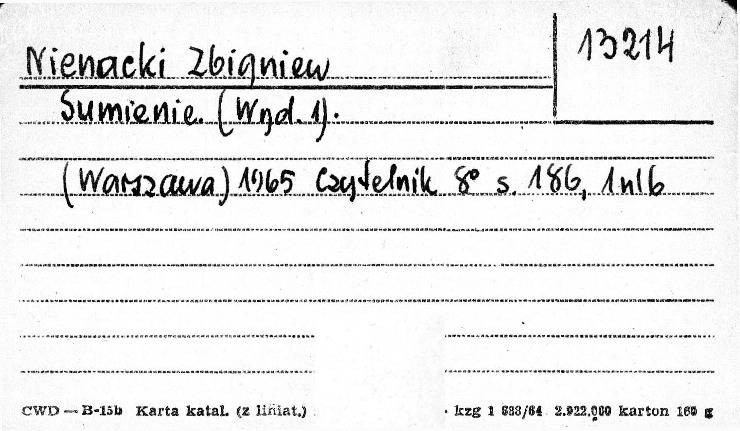 Nienacki Zbigniew
13214
Sumienie. (Wyd. 1).
(Warszawa) 1965 Czytelnik 8° s. 186, 1 nlb
CWD — B-15b Karta katal. (z liniat.) · kzg 1 683/64 2.922.000 karton 160 g